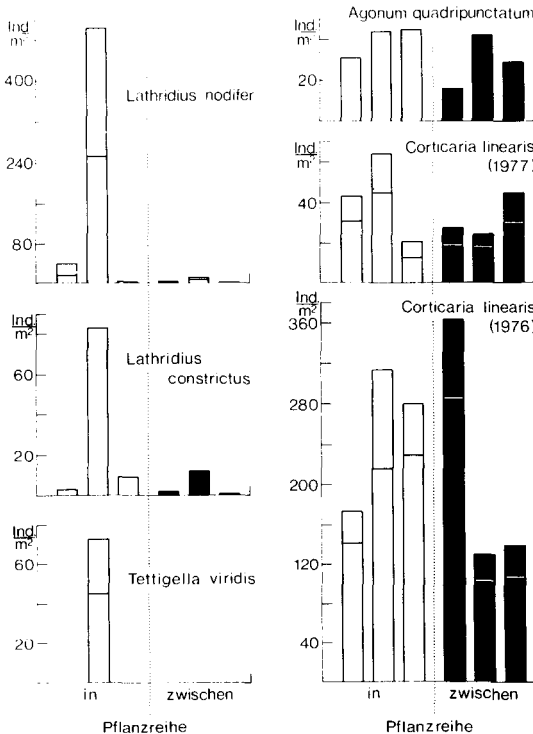 Ind
m²
400
240
80
Lathridius nodifer
Ind
m²
60
20
Lathridius
constrictus
Ind
m²
60
20
Tettigella viridis
in
zwischen
Pflanzreihe
Agonum quadripunctatum
Ind
m²
20
Corticaria linearis
(1977)
Ind
m²
40
Corticaria linearis
(1976)
Ind
m²
360
280
200
120
40
in
zwischen
Pflanzreihe